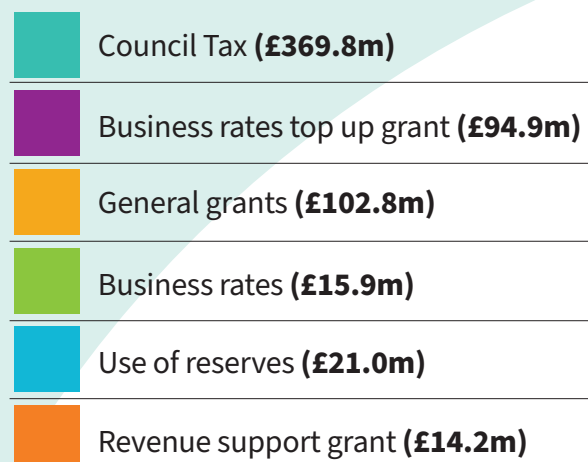 Council Tax (£369.8m)
Business rates top up grant (£94.9m)
General grants (£102.8m)
Business rates (£15.9m)
Use of reserves (£21.0m)
Revenue support grant (£14.2m)